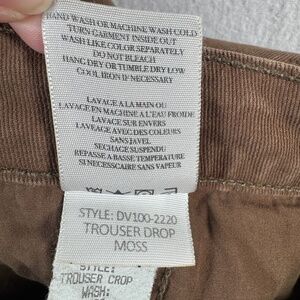 HAND WASH OR MACHINE WASH COLD
TURN GARMENT INSIDE OUT
WASH LIKE COLOR SEPARATELY
DO NOT BLEACH
HANG DRY OR TUMBLE DRY LOW
COOL IRON IF NECESSARY
LAVAGE A LA MAIN OU
LAVAGE EN MACHINE A L'EAU FROIDE
LAVAGE SUR ENVERS
LAVEAGE AVEC DES COLEURS
SANS JAVEL
SECHAGE SUSPENDU
REPASSE A BASSE TEMPERATURE
SI NECESSICAIRE SANS VAPEUR
STYLE: DV100-2220
TROUSER DROP
MOSS
STYLE:
TROUSER CROP
WASH: